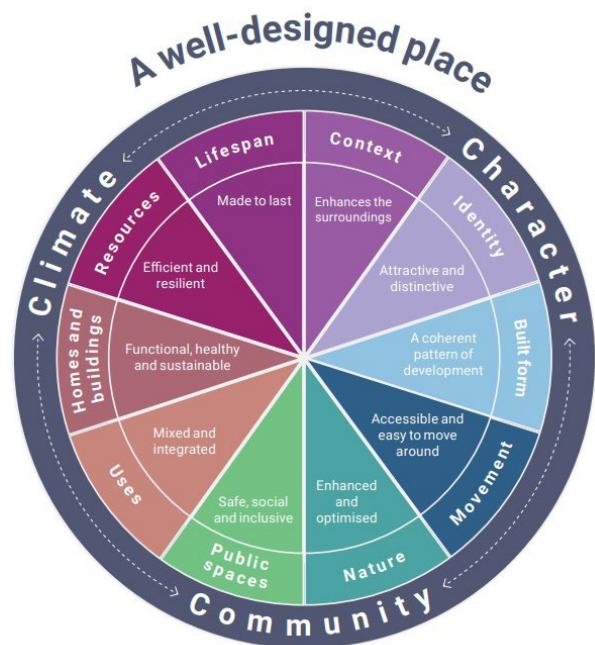 A well-designed place
Climate
Character
Community
Context
Enhances the
surroundings
Identity
Attractive and
distinctive
Built form
A coherent
pattern of
development
Movement
Accessible and
easy to move
around
Nature
Enhanced
and
optimised
Public
spaces
Safe, social
and inclusive
Uses
Mixed and
integrated
Homes and
buildings
Functional, healthy
and sustainable
Resources
Efficient and
resilient
Lifespan
Made to last